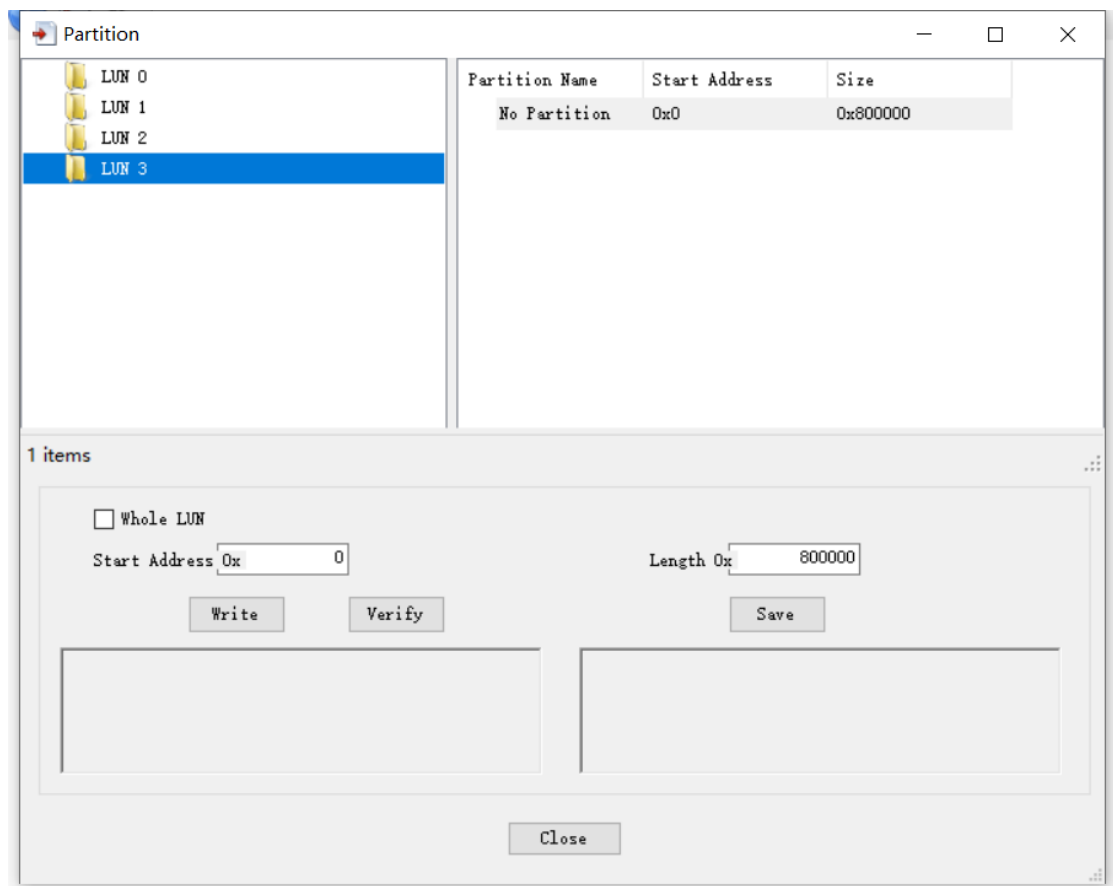 Partition
LUN 0
LUN 1
LUN 2
LUN 3
Partition Name Start Address Size
No Partition 0x0 0x800000
1 items
Whole LUN
Start Address 0x 0 Length 0x 800000
Write Verify Save
Close